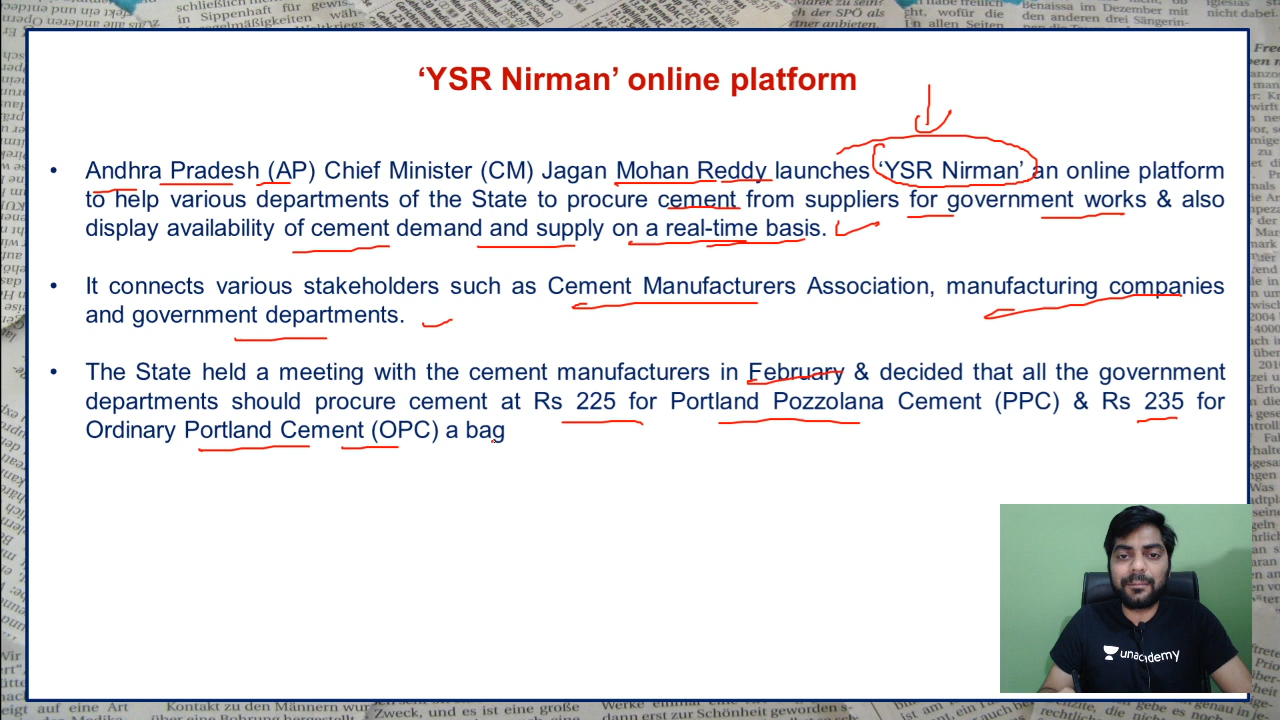 ‘YSR Nirman’ online platform
• Andhra Pradesh (AP) Chief Minister (CM) Jagan Mohan Reddy launches ‘YSR Nirman’ an online platform
to help various departments of the State to procure cement from suppliers for government works & also
display availability of cement demand and supply on a real-time basis.
• It connects various stakeholders such as Cement Manufacturers Association, manufacturing companies
and government departments.
• The State held a meeting with the cement manufacturers in February & decided that all the government
departments should procure cement at Rs 225 for Portland Pozzolana Cement (PPC) & Rs 235 for
Ordinary Portland Cement (OPC) a bag
unacademy